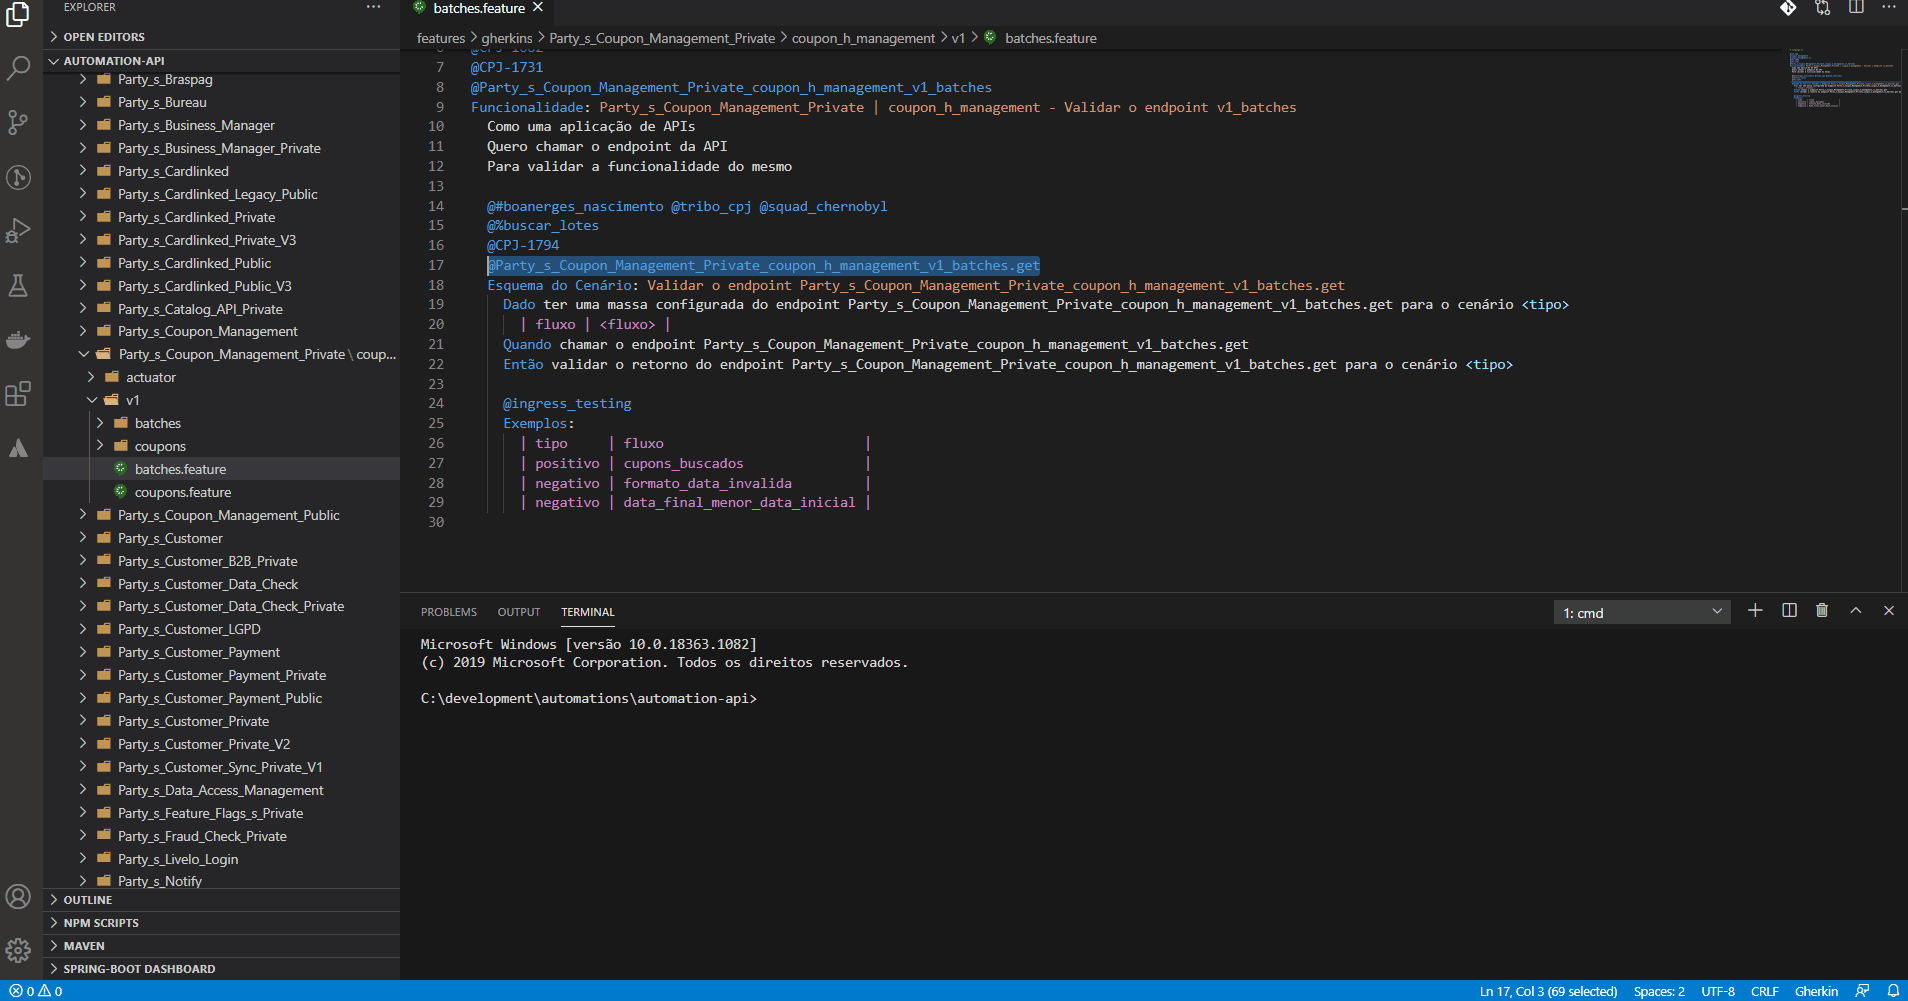 EXPLORER
OPEN EDITORS
AUTOMATION-API
Party_s_Braspag
Party_s_Bureau
Party_s_Business_Manager
Party_s_Business_Manager_Private
Party_s_Cardlinked
Party_s_Cardlinked_Legacy_Public
Party_s_Cardlinked_Private
Party_s_Cardlinked_Private_V3
Party_s_Cardlinked_Public
Party_s_Cardlinked_Public_V3
Party_s_Catalog_API_Private
Party_s_Coupon_Management
Party_s_Coupon_Management_Private \ coup...
actuator
v1
batches
coupons
batches.feature
coupons.feature
Party_s_Coupon_Management_Public
Party_s_Customer
Party_s_Customer_B2B_Private
Party_s_Customer_Data_Check
Party_s_Customer_Data_Check_Private
Party_s_Customer_LGPD
Party_s_Customer_Payment
Party_s_Customer_Payment_Private
Party_s_Customer_Payment_Public
Party_s_Customer_Private
Party_s_Customer_Private_V2
Party_s_Customer_Sync_Private_V1
Party_s_Data_Access_Management
Party_s_Feature_Flags_s_Private
Party_s_Fraud_Check_Private
Party_s_Livelo_Login
Party_s_Notify
OUTLINE
NPM SCRIPTS
MAVEN
SPRING-BOOT DASHBOARD
batches.feature
features > gherkins > Party_s_Coupon_Management_Private > coupon_h_management > v1 > batches.feature
7 @CPJ-1731
8 @Party_s_Coupon_Management_Private_coupon_h_management_v1_batches
9 Funcionalidade: Party_s_Coupon_Management_Private | coupon_h_management - Validar o endpoint v1_batches
10 Como uma aplicação de APIs
11 Quero chamar o endpoint da API
12 Para validar a funcionalidade do mesmo
13
14 @#boanerges_nascimento @tribo_cpj @squad_chernobyl
15 @%buscar_lotes
16 @CPJ-1794
17 @Party_s_Coupon_Management_Private_coupon_h_management_v1_batches.get
18 Esquema do Cenário: Validar o endpoint Party_s_Coupon_Management_Private_coupon_h_management_v1_batches.get
19 Dado ter uma massa configurada do endpoint Party_s_Coupon_Management_Private_coupon_h_management_v1_batches.get para o cenário <tipo>
20 | fluxo | <fluxo> |
21 Quando chamar o endpoint Party_s_Coupon_Management_Private_coupon_h_management_v1_batches.get
22 Então validar o retorno do endpoint Party_s_Coupon_Management_Private_coupon_h_management_v1_batches.get para o cenário <tipo>
23
24 @ingress_testing
25 Exemplos:
26 | tipo | fluxo |
27 | positivo | cupons_buscados |
28 | negativo | formato_data_invalida |
29 | negativo | data_final_menor_data_inicial |
30
PROBLEMS OUTPUT TERMINAL 1: cmd
Microsoft Windows [versão 10.0.18363.1082]
(c) 2019 Microsoft Corporation. Todos os direitos reservados.
C:\development\automations\automation-api>
0 0 Ln 17, Col 3 (69 selected) Spaces: 2 UTF-8 CRLF Gherkin